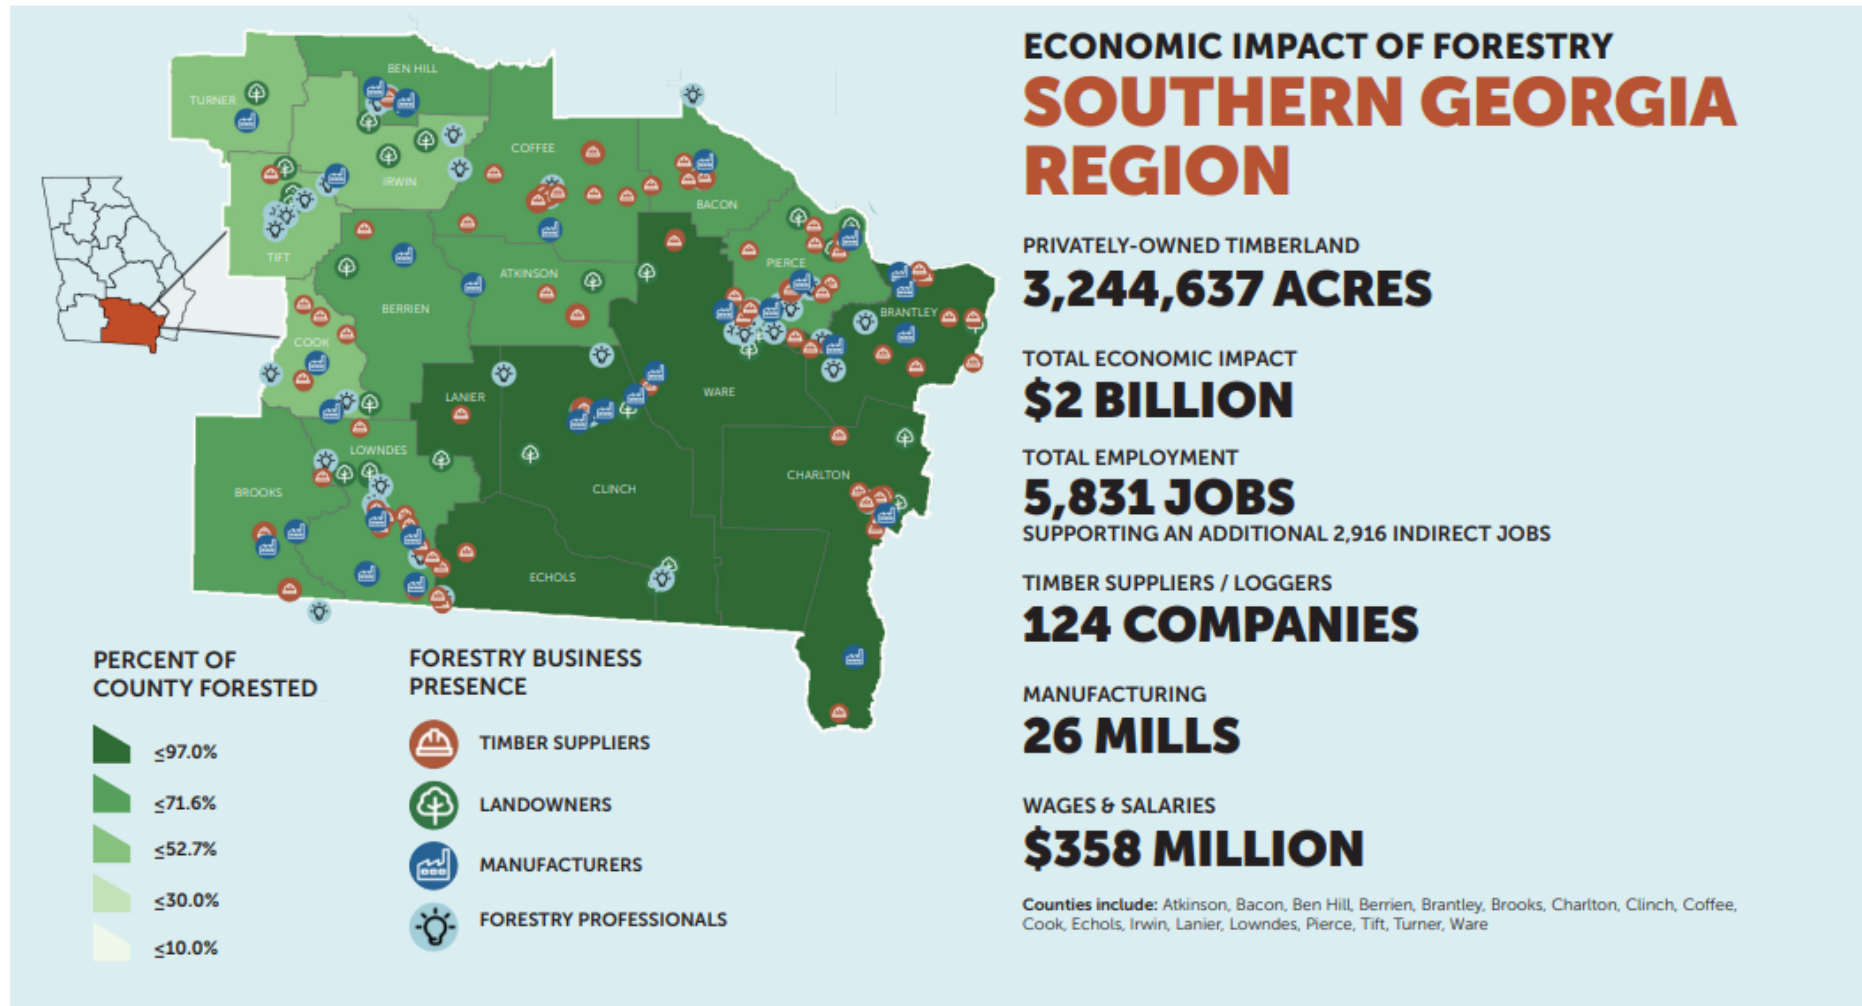 ECONOMIC IMPACT OF FORESTRY
SOUTHERN GEORGIA
REGION
PRIVATELY-OWNED TIMBERLAND
3,244,637 ACRES
TOTAL ECONOMIC IMPACT
$2 BILLION
TOTAL EMPLOYMENT
5,831 JOBS
SUPPORTING AN ADDITIONAL 2,916 INDIRECT JOBS
TIMBER SUPPLIERS / LOGGERS
124 COMPANIES
MANUFACTURING
26 MILLS
WAGES & SALARIES
$358 MILLION
Counties include: Atkinson, Bacon, Ben Hill, Berrien, Brantley, Brooks, Charlton, Clinch, Coffee,
Cook, Echols, Irwin, Lanier, Lowndes, Pierce, Tift, Turner, Ware
BEN HILL
TURNER
COFFEE
IRWIN
BACON
TIFT
PIERCE
ATKINSON
BERRIEN
BRANTLEY
COOK
WARE
LANIER
LOWNDES
CHARLTON
BROOKS
CLINCH
ECHOLS
PERCENT OF
COUNTY FORESTED
≤97.0%
≤71.6%
≤52.7%
≤30.0%
≤10.0%
FORESTRY BUSINESS
PRESENCE
TIMBER SUPPLIERS
LANDOWNERS
MANUFACTURERS
FORESTRY PROFESSIONALS